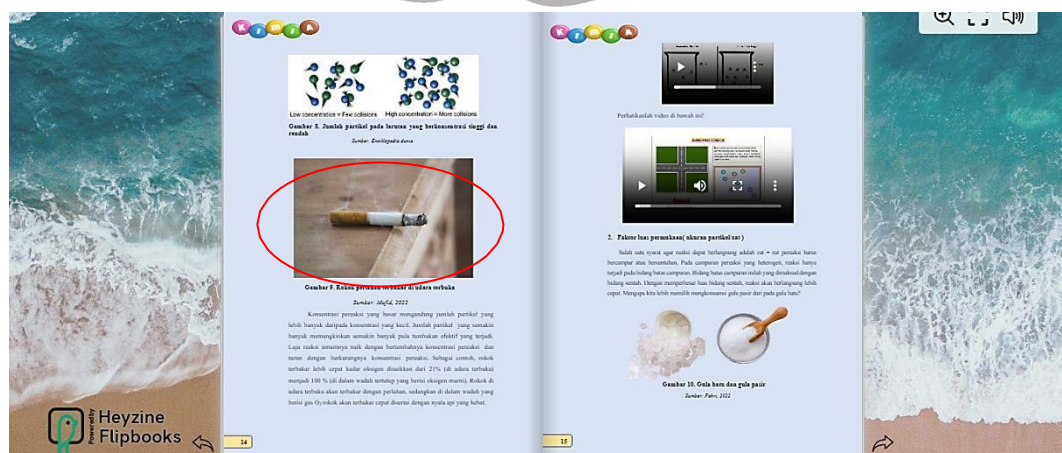 KIMIA
Low concentration = Few collisions
High concentration = More collisions
Gambar 8. Jumlah partikel pada larutan yang berkonsentrasi tinggi dan
rendah
Sumber: Ensiklopedia dunia
Gambar 9. Rokok perlahan terbakar di udara terbuka
Sumber: Mufid, 2022
Konsentrasi pereaksi yang besar mengandung jumlah partikel yang
lebih banyak daripada konsentrasi yang kecil. Jumlah partikel yang semakin
banyak memungkinkan semakin banyak pula tumbukan efektif yang terjadi.
Laju reaksi umumnya naik dengan bertambahnya konsentrasi pereaksi dan
turun dengan berkurangnya konsentrasi pereaksi. Sebagai contoh, rokok
terbakar lebih cepat kadar oksigen dinaikkan dari 21% (di udara terbuka)
menjadi 100 % (di dalam wadah tertutup yang berisi oksigen murni). Rokok di
udara terbuka akan terbakar dengan perlahan, sedangkan di dalam wadah yang
berisi gas O₂ rokok akan terbakar cepat disertai dengan nyala api yang hebat.
14
KIMIA
Perhatikanlah video di bawah ini!
2. Faktor luas permukaan( ukuran partikel/zat )
Salah satu syarat agar reaksi dapat berlangsung adalah zat – zat pereaksi harus
bercampur atau bersentuhan. Pada campuran pereaksi yang heterogen, reaksi hanya
terjadi pada bidang batas campuran. Bidang batas campuran inilah yang dimaksud dengan
bidang sentuh. Dengan memperbesar luas bidang sentuh, reaksi akan berlangsung lebih
cepat. Mengapa kita lebih memilih mengkonsumsi gula pasir dari pada gula batu?
Gambar 10. Gula batu dan gula pasir
Sumber: Fahri, 2022
15
Powered by
Heyzine
Flipbooks